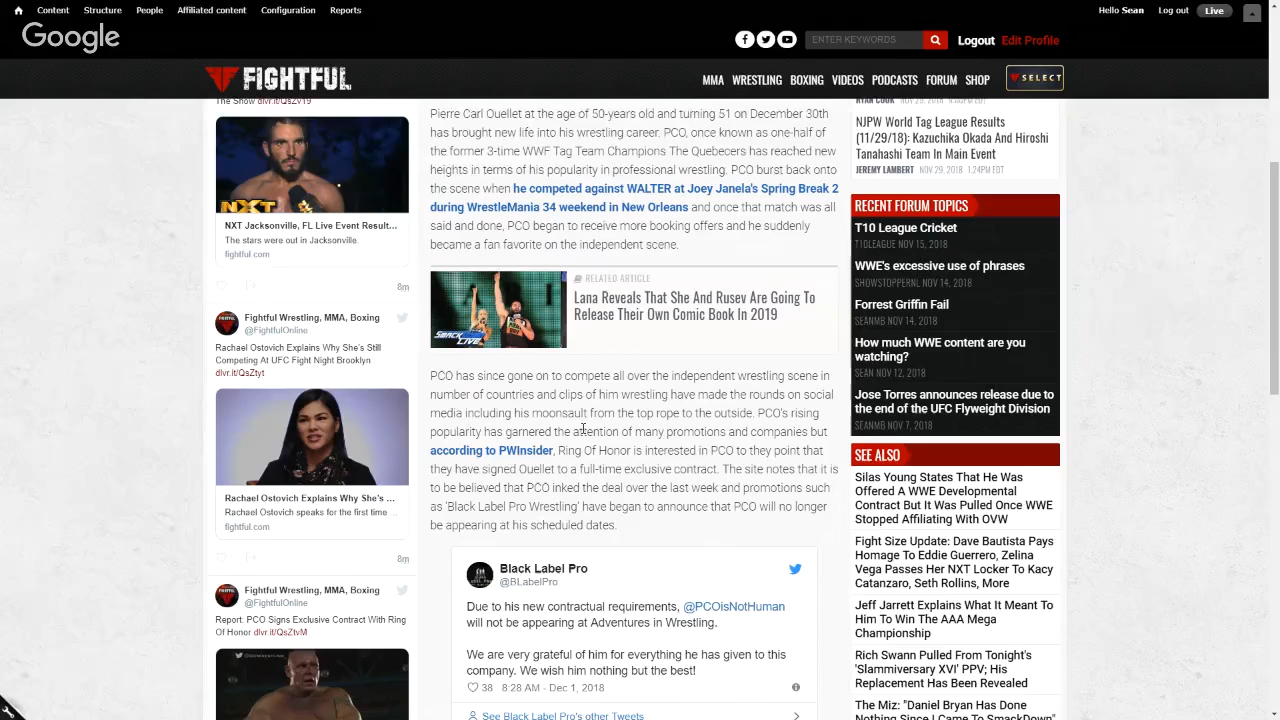 Content Structure People Affiliated content Configuration Reports
Hello Sean Log out Live
Google
ENTER KEYWORDS
Logout Edit Profile
FIGHTFUL
MMA WRESTLING BOXING VIDEOS PODCASTS FORUM SHOP SELECT
The Show dlvr.it/QsZv19
NXT
NXT Jacksonville, FL Live Event Result...
The stars were out in Jacksonville.
fightful.com
8m
Fightful Wrestling, MMA, Boxing
@FightfulOnline
Rachael Ostovich Explains Why She's Still
Competing At UFC Fight Night Brooklyn
dlvr.it/QsZtyt
Rachael Ostovich Explains Why She's ...
Rachael Ostovich speaks for the first time ...
fightful.com
8m
Fightful Wrestling, MMA, Boxing
@FightfulOnline
Report: PCO Signs Exclusive Contract With Ring
Of Honor dlvr.it/QsZtvM
Pierre Carl Ouellet at the age of 50-years old and turning 51 on December 30th
has brought new life into his wrestling career. PCO, once known as one-half of
the former 3-time WWF Tag Team Champions The Quebecers has reached new
heights in terms of his popularity in professional wrestling. PCO burst back onto
the scene when he competed against WALTER at Joey Janela's Spring Break 2
during WrestleMania 34 weekend in New Orleans and once that match was all
said and done, PCO began to receive more booking offers and he suddenly
became a fan favorite on the independent scene.
SMACKDOWN LIVE
RELATED ARTICLE
Lana Reveals That She And Rusev Are Going To
Release Their Own Comic Book In 2019
PCO has since gone on to compete all over the independent wrestling scene in
number of countries and clips of him wrestling have made the rounds on social
media including his moonsault from the top rope to the outside. PCO's rising
popularity has garnered the attention of many promotions and companies but
according to PWInsider, Ring Of Honor is interested in PCO to they point that
they have signed Ouellet to a full-time exclusive contract. The site notes that it is
to be believed that PCO inked the deal over the last week and promotions such
as 'Black Label Pro Wrestling' have began to announce that PCO will no longer
be appearing at his scheduled dates.
Black Label Pro
@BLabelPro
Due to his new contractual requirements, @PCOisNotHuman
will not be appearing at Adventures in Wrestling.
We are very grateful of him for everything he has given to this
company. We wish him nothing but the best!
38 8:28 AM - Dec 1, 2018
See Black Label Pro's other Tweets
RYAN COOK NOV 29, 2018
NJPW World Tag League Results
(11/29/18): Kazuchika Okada And Hiroshi
Tanahashi Team In Main Event
JEREMY LAMBERT NOV 29, 2018 1:24PM EDT
RECENT FORUM TOPICS
T10 League Cricket
T10LEAGUE NOV 15, 2018
WWE's excessive use of phrases
SHOWSTOPPERNL NOV 14, 2018
Forrest Griffin Fail
SEANMB NOV 14, 2018
How much WWE content are you
watching?
SEAN NOV 12, 2018
Jose Torres announces release due to
the end of the UFC Flyweight Division
SEANMB NOV 7, 2018
SEE ALSO
Silas Young States That He Was
Offered A WWE Developmental
Contract But It Was Pulled Once WWE
Stopped Affiliating With OVW
Fight Size Update: Dave Bautista Pays
Homage To Eddie Guerrero, Zelina
Vega Passes Her NXT Locker To Kacy
Catanzaro, Seth Rollins, More
Jeff Jarrett Explains What It Meant To
Him To Win The AAA Mega
Championship
Rich Swann Pulled From Tonight's
'Slammiversary XVI' PPV; His
Replacement Has Been Revealed
The Miz: "Daniel Bryan Has Done
Nothing Since I Came To SmackDown"